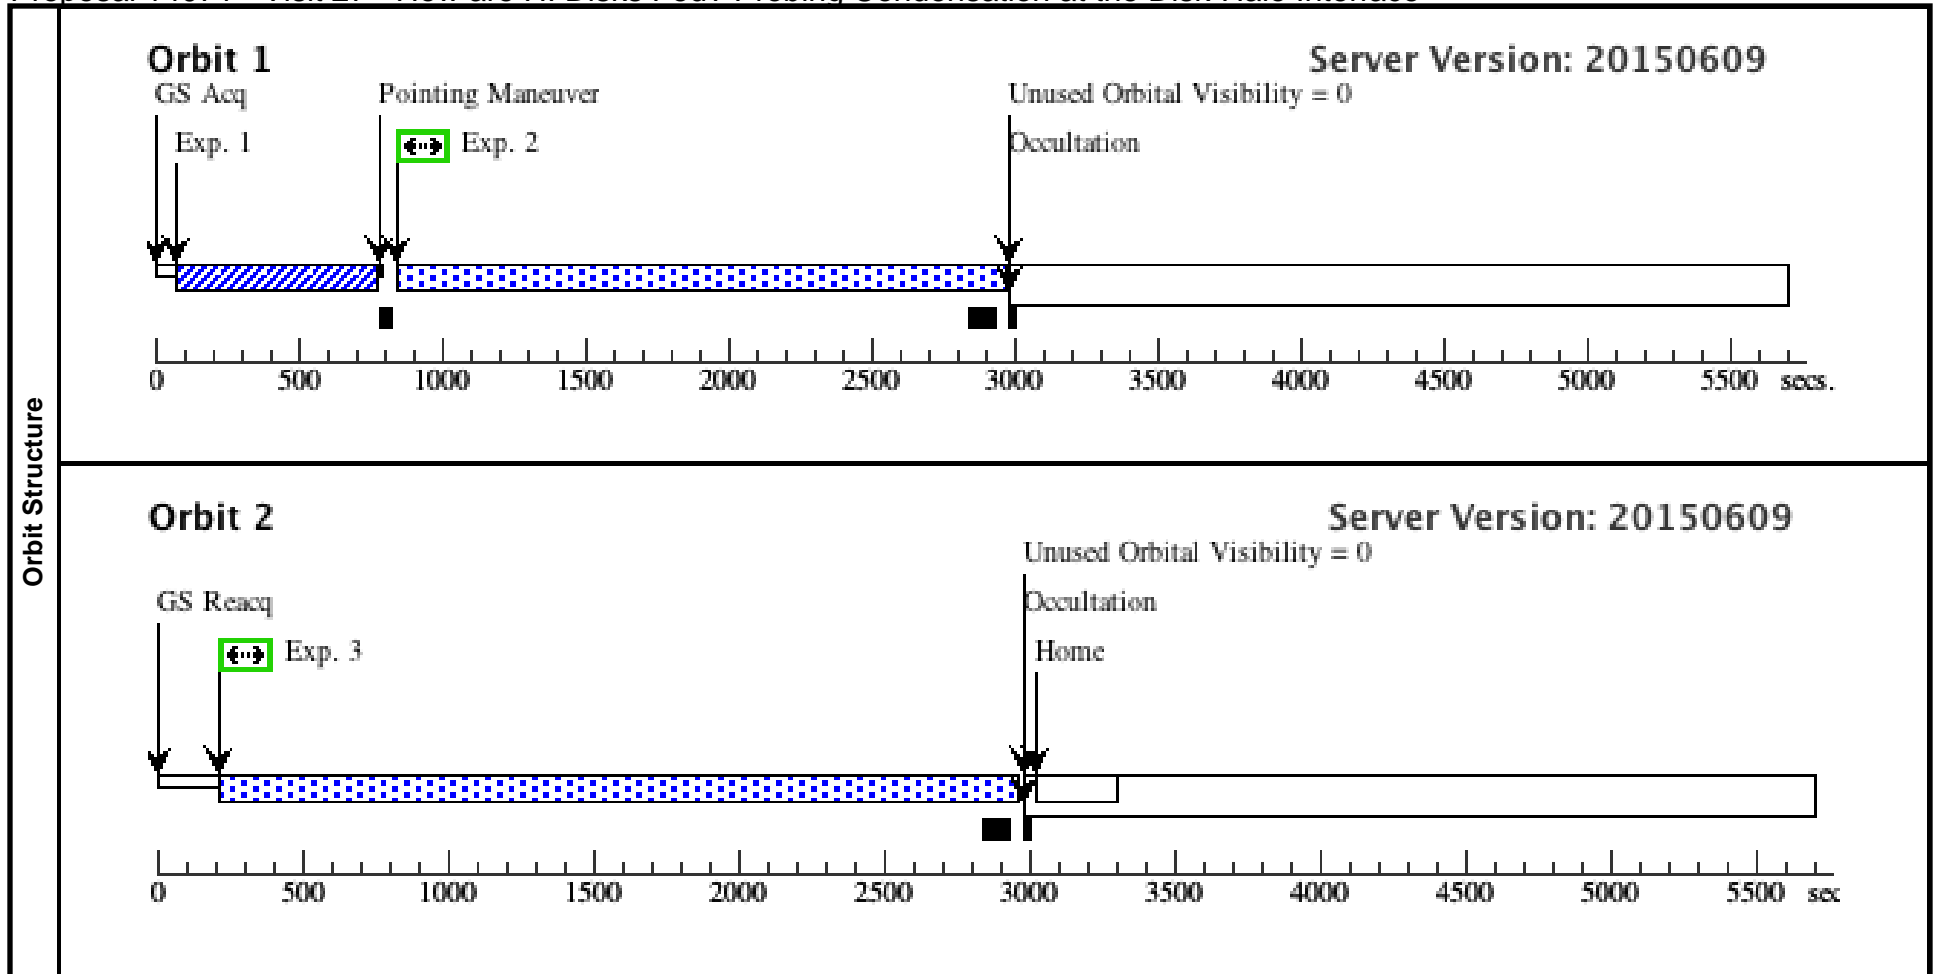 Orbit Structure
Orbit 1
Server Version: 20150609
GS Acq
Pointing Maneuver
Unused Orbital Visibility = 0
Exp. 1
Exp. 2
Occultation
0 500 1000 1500 2000 2500 3000 3500 4000 4500 5000 5500 secs.
Orbit 2
Server Version: 20150609
Unused Orbital Visibility = 0
GS Reacq
Occultation
Exp. 3
Home
0 500 1000 1500 2000 2500 3000 3500 4000 4500 5000 5500 sec